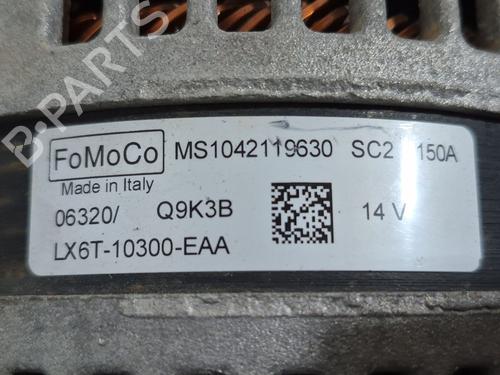 B-PARTS
FoMoCo MS1042119630 SC2 150A
Made in Italy
06320/ Q9K3B 14 V
LX6T-10300-EAA